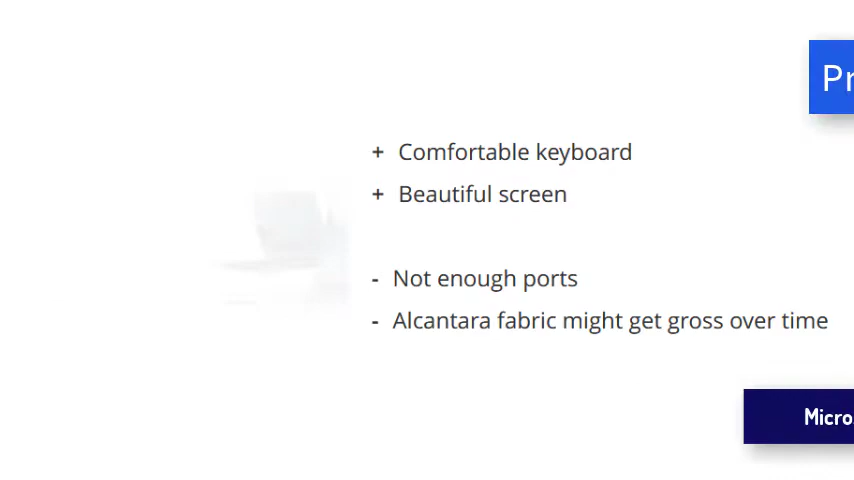 Pr
+ Comfortable keyboard
+ Beautiful screen
- Not enough ports
- Alcantara fabric might get gross over time
Micro